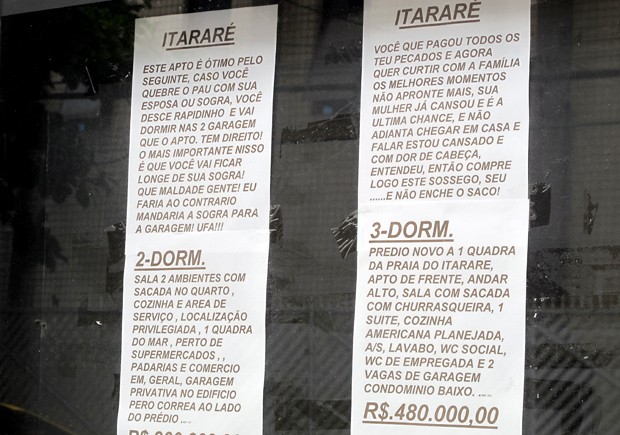 ITARARÉ
ESTE APTO É ÓTIMO PELO
SEGUINTE, CASO VOCÊ
QUEBRE O PAU COM SUA
ESPOSA OU SOGRA, VOCÊ
DESCE RAPIDINHO E VAI
DORMIR NAS 2 GARAGEM
QUE O APTO. TEM DIREITO!
O MAIS IMPORTANTE NISSO
É QUE VOCÊ VAI FICAR
LONGE DE SUA SOGRA!
QUE MALDADE GENTE! EU
FARIA AO CONTRARIO
MANDARIA A SOGRA PARA
A GARAGEM! UFA!!!
2-DORM.
SALA 2 AMBIENTES COM
SACADA NO QUARTO ,
COZINHA E AREA DE
SERVIÇO , LOCALIZAÇÃO
PRIVILEGIADA , 1 QUADRA
DO MAR , PERTO DE
SUPERMERCADOS , ,
PADARIAS E COMERCIO
EM, GERAL, GARAGEM
PRIVATIVA NO EDIFICIO
PERO CORREA AO LADO
DO PRÉDIO
ITARARÉ
VOCÊ QUE PAGOU TODOS OS
TEU PECADOS E AGORA
QUER CURTIR COM A FAMÍLIA
OS MELHORES MOMENTOS
NÃO APRONTE MAIS, SUA
MULHER JÁ CANSOU E É A
ULTIMA CHANCE, E NÃO
ADIANTA CHEGAR EM CASA E
FALAR ESTOU CANSADO E
COM DOR DE CABEÇA,
ENTENDEU, ENTÃO COMPRE
LOGO ESTE SOSSEGO, SEU
......E NÃO ENCHE O SACO!
3-DORM.
PREDIO NOVO A 1 QUADRA
DA PRAIA DO ITARARE,
APTO DE FRENTE, ANDAR
ALTO, SALA COM SACADA
COM CHURRASQUEIRA, 1
SUITE, COZINHA
AMERICANA PLANEJADA,
A/S, LAVABO, WC SOCIAL,
WC DE EMPREGADA E 2
VAGAS DE GARAGEM
CONDOMINIO BAIXO.
R$.480.000,00